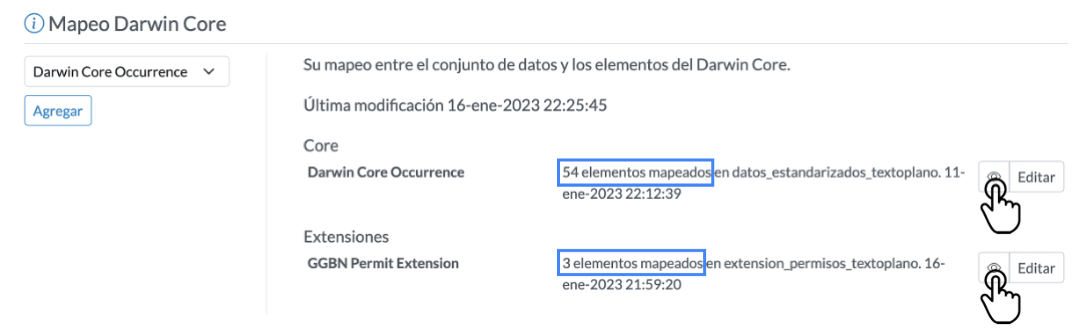 Mapeo Darwin Core
Darwin Core Occurrence
Agregar
Su mapeo entre el conjunto de datos y los elementos del Darwin Core.
Última modificación 16-ene-2023 22:25:45
Core
Darwin Core Occurrence
54 elementos mapeados en datos_estandarizados_textoplano. 11-
ene-2023 22:12:39
Editar
Extensiones
GGBN Permit Extension
3 elementos mapeados en extension_permisos_textoplano. 16-
ene-2023 21:59:20
Editar